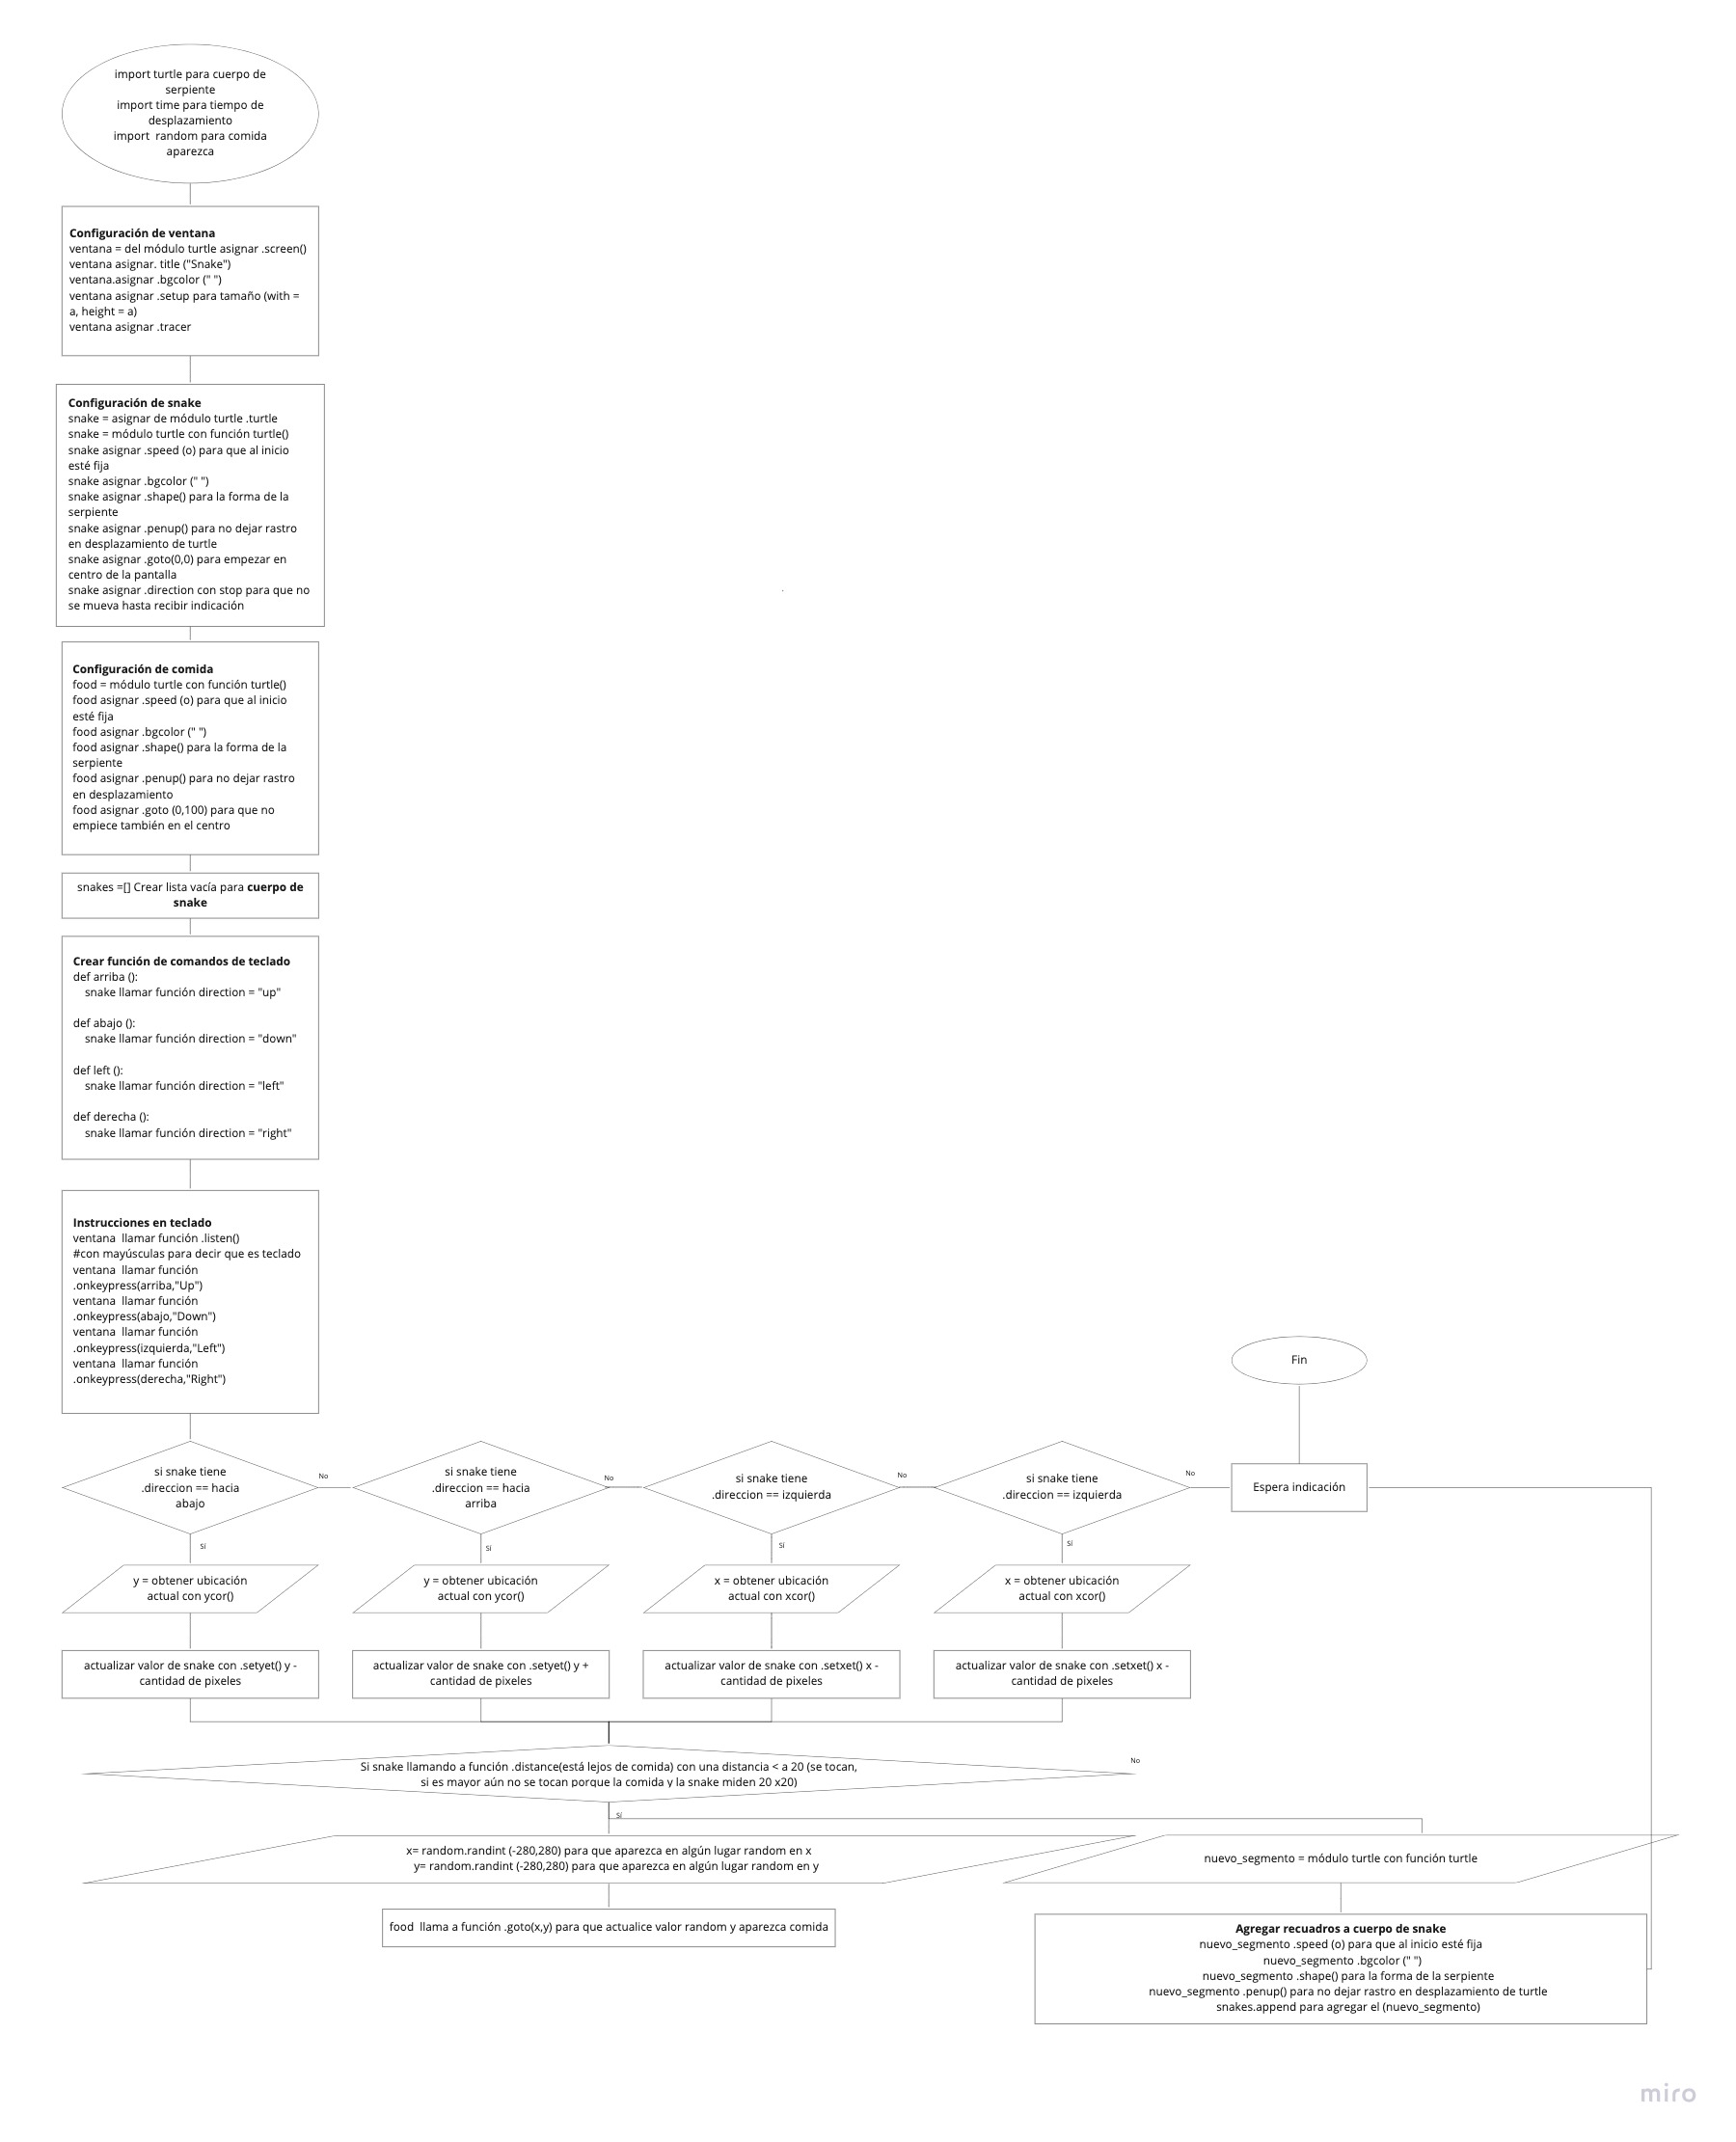 import turtle para cuerpo de
serpiente
import time para tiempo de
desplazamiento
import  random para comida
aparezca
Configuración de ventana
ventana = del módulo turtle asignar .screen()
ventana asignar. title ("Snake")
ventana.asignar .bgcolor (" ")
ventana asignar .setup para tamaño (with =
a, height = a)
ventana asignar .tracer
Configuración de snake
snake = asignar de módulo turtle .turtle
snake = módulo turtle con función turtle()
snake asignar .speed (o) para que al inicio
esté fija
snake asignar .bgcolor (" ")
snake asignar .shape() para la forma de la
serpiente
snake asignar .penup() para no dejar rastro
en desplazamiento de turtle
snake asignar .goto(0,0) para empezar en
centro de la pantalla
snake asignar .direction con stop para que no
se mueva hasta recibir indicación
Configuración de comida
food = módulo turtle con función turtle()
food asignar .speed (o) para que al inicio
esté fija
food asignar .bgcolor (" ")
food asignar .shape() para la forma de la
serpiente
food asignar .penup() para no dejar rastro
en desplazamiento
food asignar .goto (0,100) para que no
empiece también en el centro
snakes =[] Crear lista vacía para cuerpo de
snake
Crear función de comandos de teclado
def arriba ():
snake llamar función direction = "up"
def abajo ():
snake llamar función direction = "down"
def left ():
snake llamar función direction = "left"
def derecha ():
snake llamar función direction = "right"
Instrucciones en teclado
ventana  llamar función .listen()
#con mayúsculas para decir que es teclado
ventana  llamar función
.onkeypress(arriba,"Up")
ventana  llamar función
.onkeypress(abajo,"Down")
ventana  llamar función
.onkeypress(izquierda,"Left")
ventana  llamar función
.onkeypress(derecha,"Right")
Fin
si snake tiene
.direccion == hacia
abajo
No
si snake tiene
.direccion == hacia
arriba
No
si snake tiene
.direccion == izquierda
No
si snake tiene
.direccion == izquierda
No
Espera indicación
Sí
Sí
Sí
Sí
y = obtener ubicación
actual con ycor()
y = obtener ubicación
actual con ycor()
x = obtener ubicación
actual con xcor()
x = obtener ubicación
actual con xcor()
actualizar valor de snake con .setyet() y -
cantidad de pixeles
actualizar valor de snake con .setyet() y +
cantidad de pixeles
actualizar valor de snake con .setxet() x -
cantidad de pixeles
actualizar valor de snake con .setxet() x -
cantidad de pixeles
Si snake llamando a función .distance(está lejos de comida) con una distancia < a 20 (se tocan,
si es mayor aún no se tocan porque la comida y la snake miden 20 x20)
No
Sí
x= random.randint (-280,280) para que aparezca en algún lugar random en x
y= random.randint (-280,280) para que aparezca en algún lugar random en y
nuevo_segmento = módulo turtle con función turtle
food  llama a función .goto(x,y) para que actualice valor random y aparezca comida
Agregar recuadros a cuerpo de snake
nuevo_segmento .speed (o) para que al inicio esté fija
nuevo_segmento .bgcolor (" ")
nuevo_segmento .shape() para la forma de la serpiente
nuevo_segmento .penup() para no dejar rastro en desplazamiento de turtle
snakes.append para agregar el (nuevo_segmento)
miro